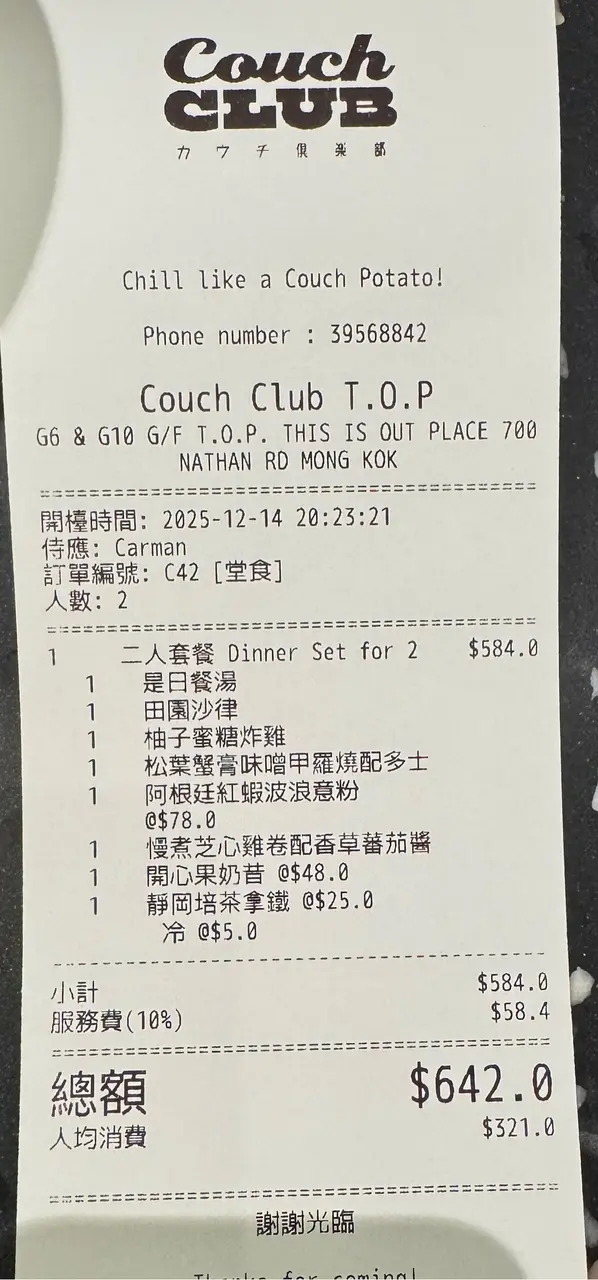 Couch
CLUB
カウチ倶楽部
Chill like a Couch Potato!
Phone number : 39568842
Couch Club T.O.P
G6 & G10 G/F T.O.P. THIS IS OUT PLACE 700
NATHAN RD MONG KOK
開檯時間: 2025-12-14 20:23:21
侍應: Carman
訂單編號: C42 [堂食]
人數: 2
1 二人套餐 Dinner Set for 2 $584.0
1 是日餐湯
1 田園沙律
1 柚子蜜糖炸雞
1 松葉蟹膏味噌甲羅燒配多士
1 阿根廷紅蝦波浪意粉
@$78.0
1 慢煮芝心雞卷配香草蕃茄醬
1 開心果奶昔 @$48.0
1 靜岡培茶拿鐵 @$25.0
冷 @$5.0
小計 $584.0
服務費(10%) $58.4
總額 $642.0
人均消費 $321.0
謝謝光臨
Thanks for coming!